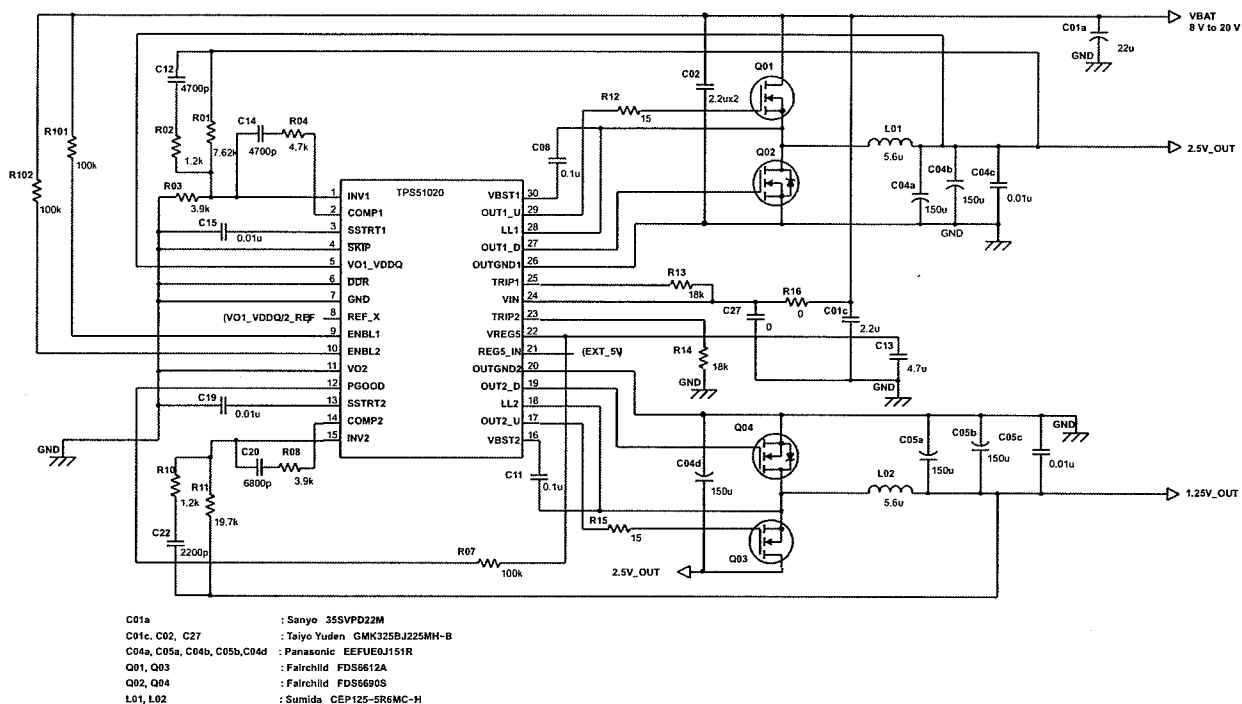 VBAT
8 V to 20 V
C01a
22u
GND
C12
4700p
R02
1.2k
R01
7.62k
C14
4700p
R04
4.7k
R101
100k
R102
100k
R03
3.9k
C15
0.01u
C02
2.2ux2
Q01
R12
15
C08
0.1u
Q02
L01
5.6u
2.5V_OUT
C04a
150u
C04b
150u
C04c
0.01u
GND
TPS51020
1 INV1
2 COMP1
3 SSTRT1
4 SKIP
5 VO1_VDDQ
6 DDR
7 GND
8 REF_X
9 ENBL1
10 ENBL2
11 VO2
12 PGOOD
13 SSTRT2
14 COMP2
15 INV2
VBST1 30
OUT1_U 29
LL1 28
OUT1_D 27
OUTGND1 26
TRIP1 25
VIN 24
TRIP2 23
VREG5 22
REG5_IN 21
OUTGND2 20
OUT2_D 19
LL2 18
OUT2_U 17
VBST2 16
(VO1_VDDQ/2_REF)
(EXT_5V)
R13
18k
R16
0
C27
0
C01c
2.2u
C13
4.7u
GND
R14
18k
GND
C19
0.01u
GND
C20
6800p
R08
3.9k
R10
1.2k
R11
19.7k
C22
2200p
R07
100k
C11
0.1u
R15
15
C04d
150u
Q04
Q03
2.5V_OUT
L02
5.6u
C05a
150u
C05b
150u
C05c
0.01u
GND
1.25V_OUT
C01a : Sanyo 35SVPD22M
C01c. C02, C27 : Taiyo Yuden GMK325BJ225MH-B
C04a, C05a, C04b, C05b,C04d : Panasonic EEFUE0J151R
Q01, Q03 : Fairchild FDS6612A
Q02, Q04 : Fairchild FDS6690S
L01, L02 : Sumida CEP125-5R6MC-H